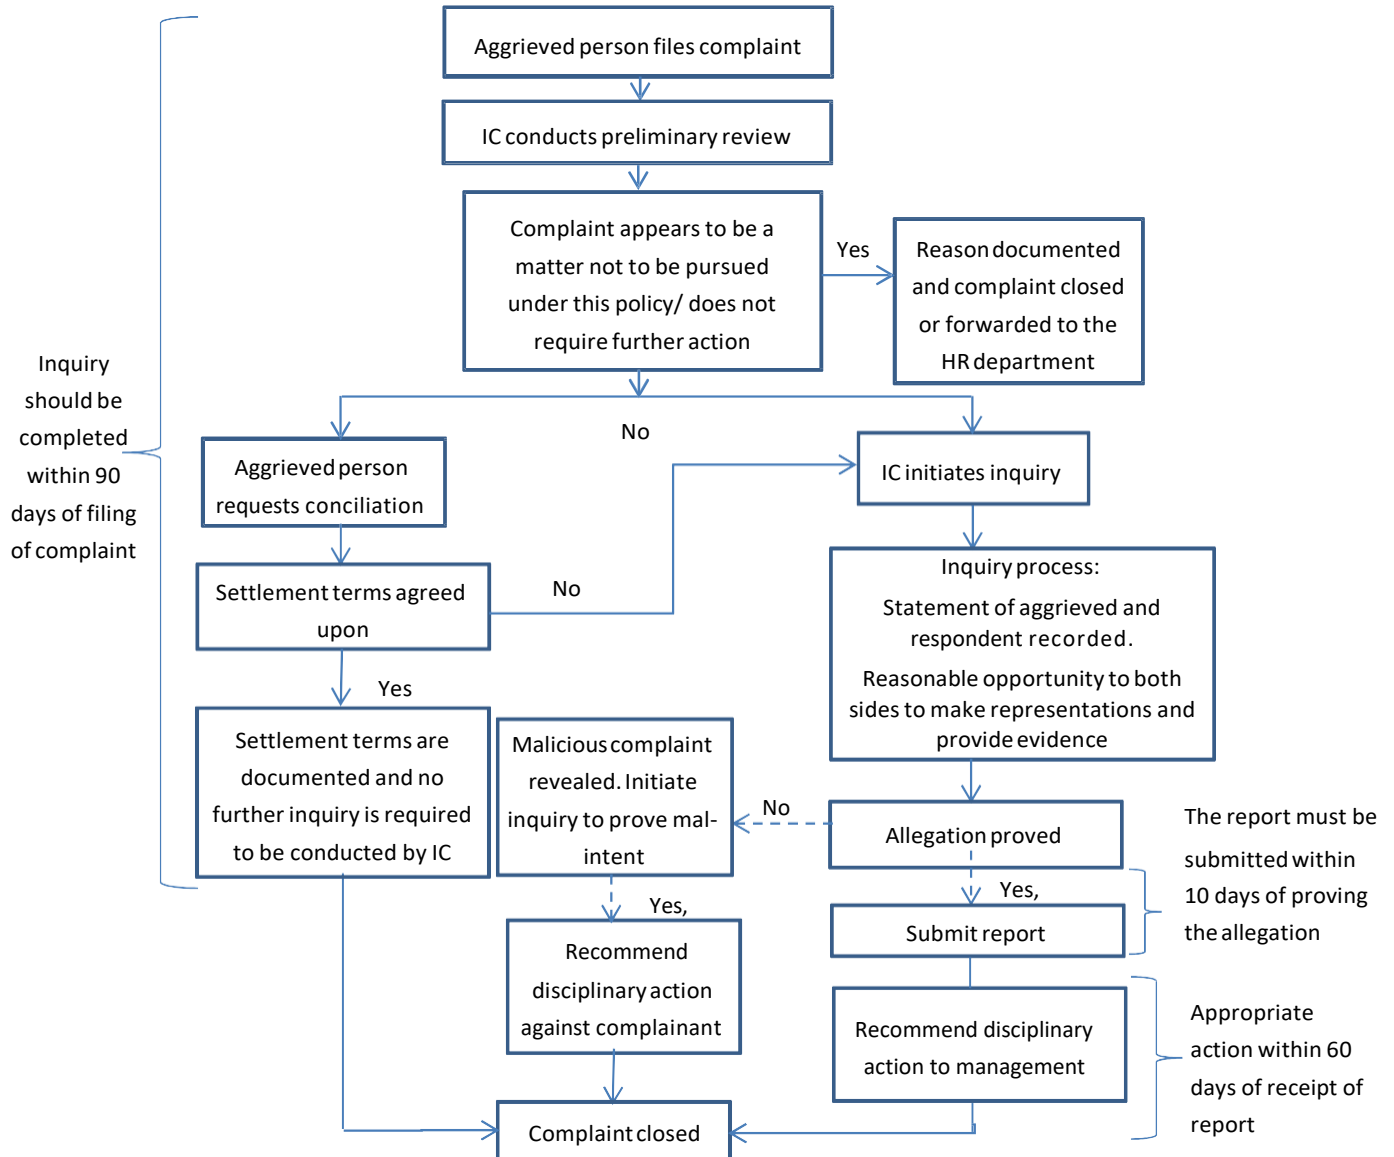 Aggrieved person files complaint
IC conducts preliminary review
Complaint appears to be a
matter not to be pursued
under this policy/ does not
require further action
Yes
Reason documented
and complaint closed
or forwarded to the
HR department
Inquiry
should be
completed
within 90
days of filing
of complaint
No
Aggrieved person
requests conciliation
IC initiates inquiry
Settlement terms agreed
upon
No
Inquiry process:
Statement of aggrieved and
respondent recorded.
Reasonable opportunity to both
sides to make representations and
provide evidence
Yes
Settlement terms are
documented and no
further inquiry is required
to be conducted by IC
Malicious complaint
revealed. Initiate
inquiry to prove mal-
intent
No
Allegation proved
The report must be
submitted within
10 days of proving
the allegation
Yes,
Yes,
Submit report
Recommend
disciplinary action
against complainant
Recommend disciplinary
action to management
Appropriate
action within 60
days of receipt of
report
Complaint closed